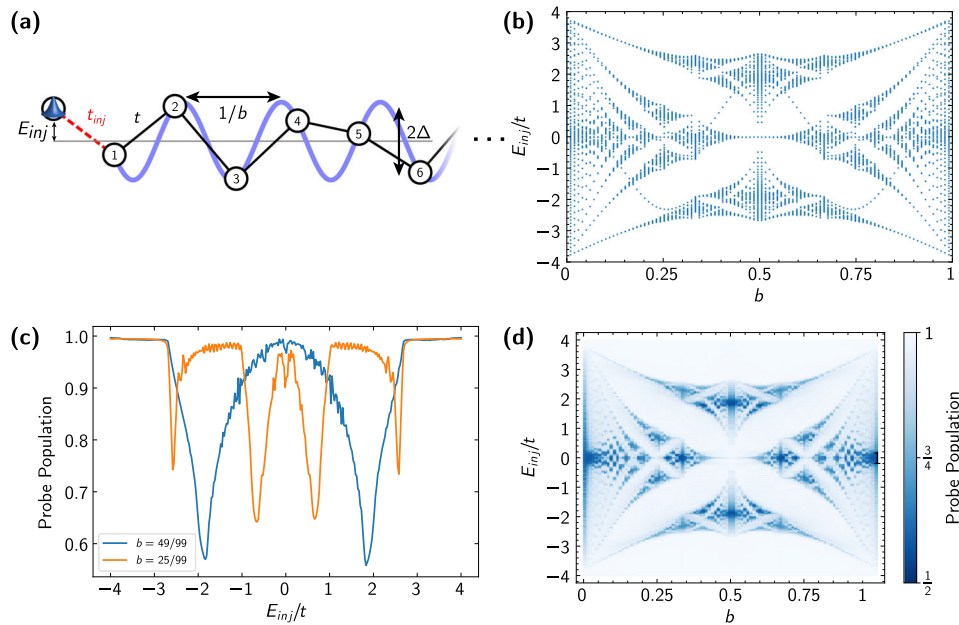 (a)
t_inj
E_inj
t
1/b
2Δ
1
2
3
4
5
6
...
(b)
E_inj/t
4
3
2
1
0
−1
−2
−3
−4
0
0.25
0.5
0.75
1
b
(c)
Probe Population
1.0
0.9
0.8
0.7
0.6
b = 49/99
b = 25/99
−4
−3
−2
−1
0
1
2
3
4
E_inj/t
(d)
E_inj/t
4
3
2
1
0
−1
−2
−3
−4
0
0.25
0.5
0.75
1
b
1
3/4
1/2
1
Probe Population